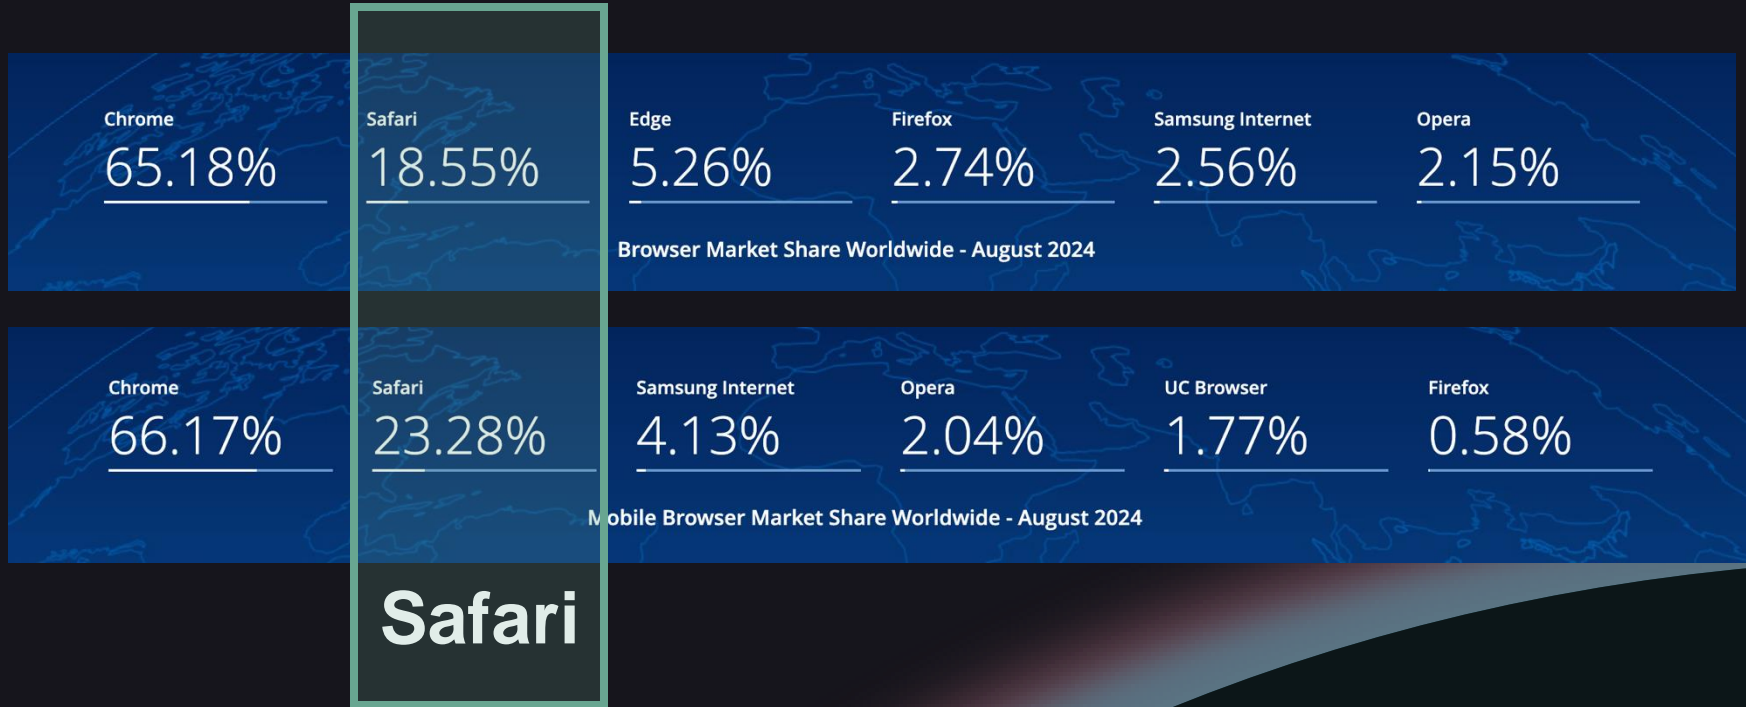 Chrome Safari Edge Firefox Samsung Internet Opera
65.18% 18.55% 5.26% 2.74% 2.56% 2.15%
Browser Market Share Worldwide - August 2024
Chrome Safari Samsung Internet Opera UC Browser Firefox
66.17% 23.28% 4.13% 2.04% 1.77% 0.58%
Mobile Browser Market Share Worldwide - August 2024
Safari